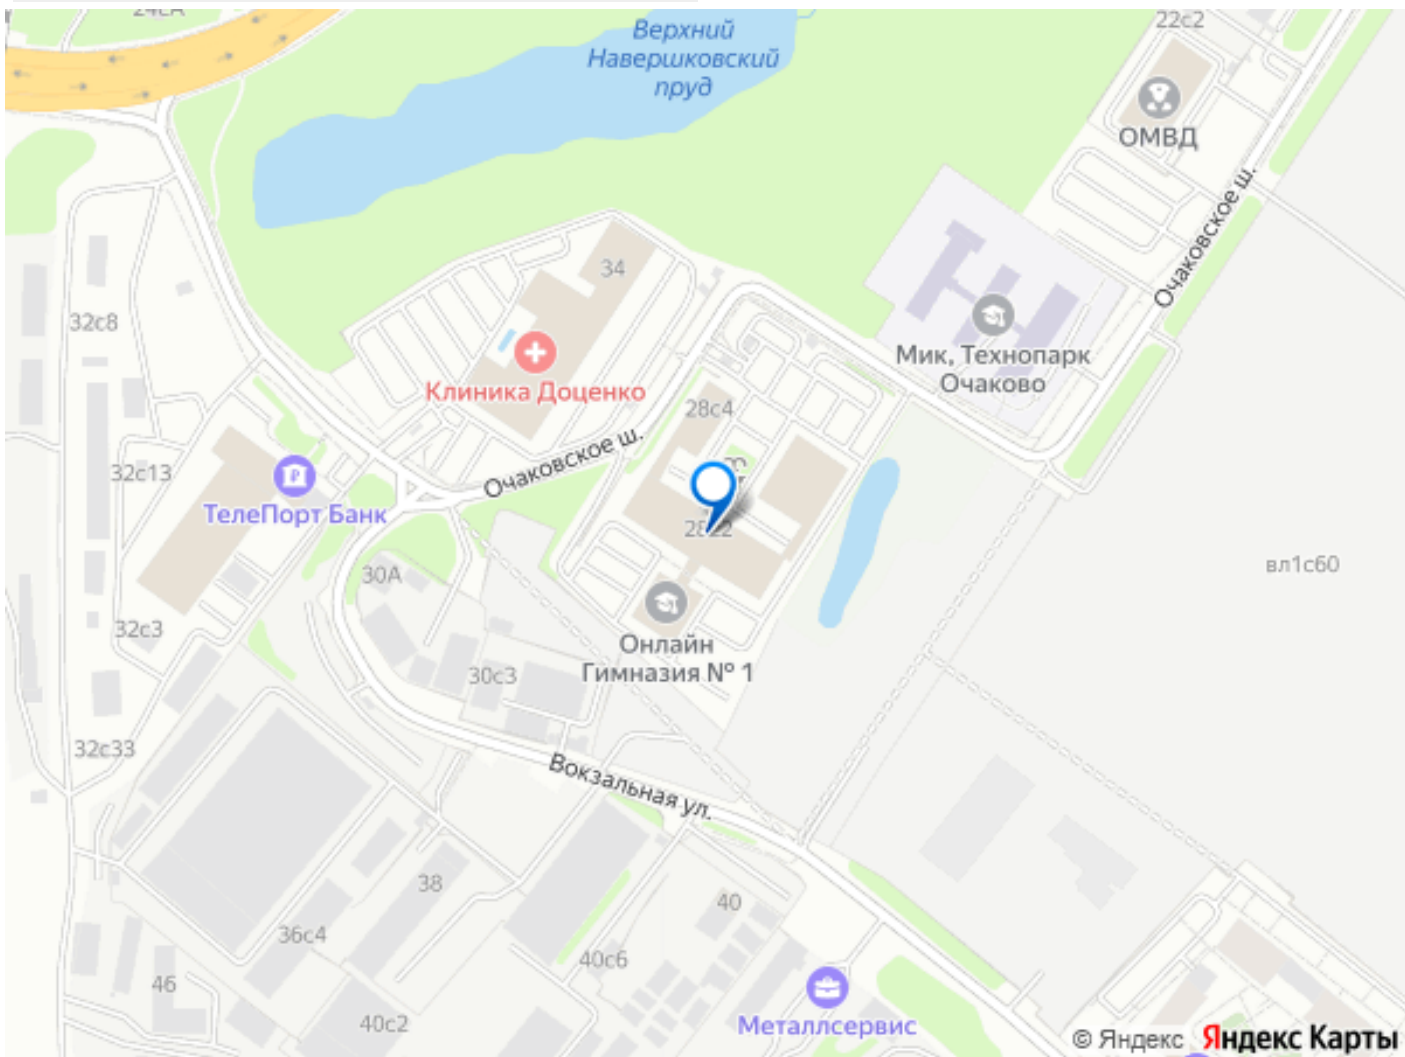 22с2
Верхний
Навершковский
пруд
ОМВД
Очаковское ш.
34
32с8
Мик, Технопарк
Очаково
Клиника Доценко
28с4
Очаковское ш.
32с13
ТелеПорт Банк
30А
вл1с60
32с3
Онлайн
Гимназия № 1
30с3
32с33
Вокзальная ул.
38
40
36с4
40с6
46
40с2
Металлсервис
© Яндекс Яндекс Карты